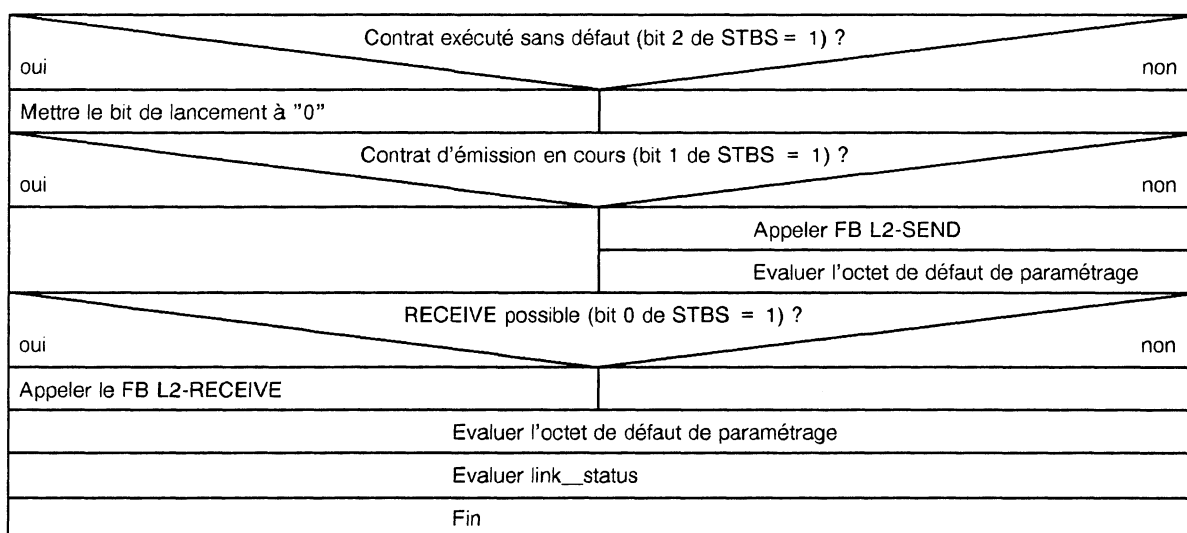 Contrat exécuté sans défaut (bit 2 de STBS = 1) ?
oui
non
Mettre le bit de lancement à "0"
Contrat d'émission en cours (bit 1 de STBS = 1) ?
oui
non
Appeler FB L2-SEND
Evaluer l'octet de défaut de paramétrage
RECEIVE possible (bit 0 de STBS = 1) ?
oui
non
Appeler le FB L2-RECEIVE
Evaluer l'octet de défaut de paramétrage
Evaluer link__status
Fin